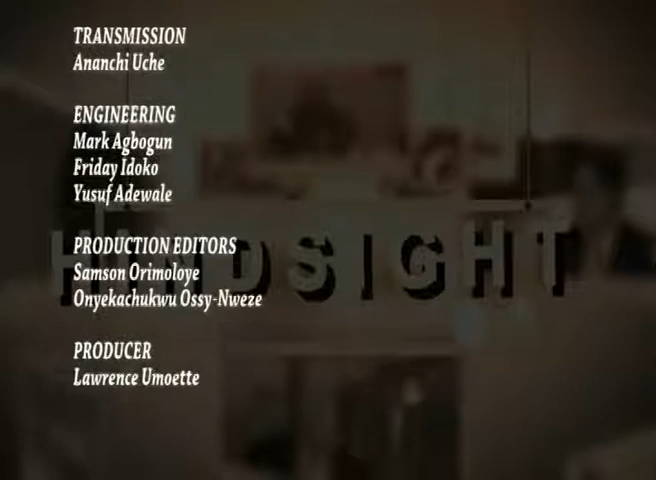 TRANSMISSION
Ananchi Uche
ENGINEERING
Mark Agbogun
Friday Idoko
Yusuf Adewale
PRODUCTION EDITORS
Samson Orimoloye
Onyekachukwu Ossy-Nweze
HINDSIGHT
PRODUCER
Lawrence Umoette